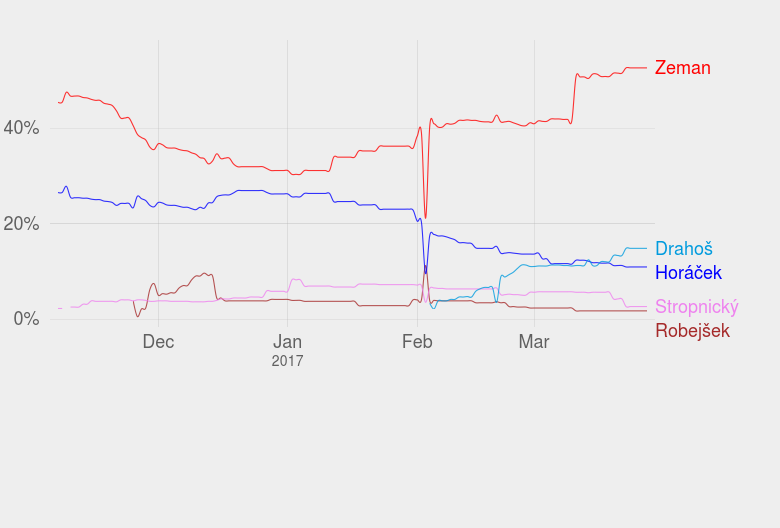 Zeman
40%
20%
Drahoš
Horáček
Stropnický
0%
Robejšek
Dec
Jan
Feb
Mar
2017